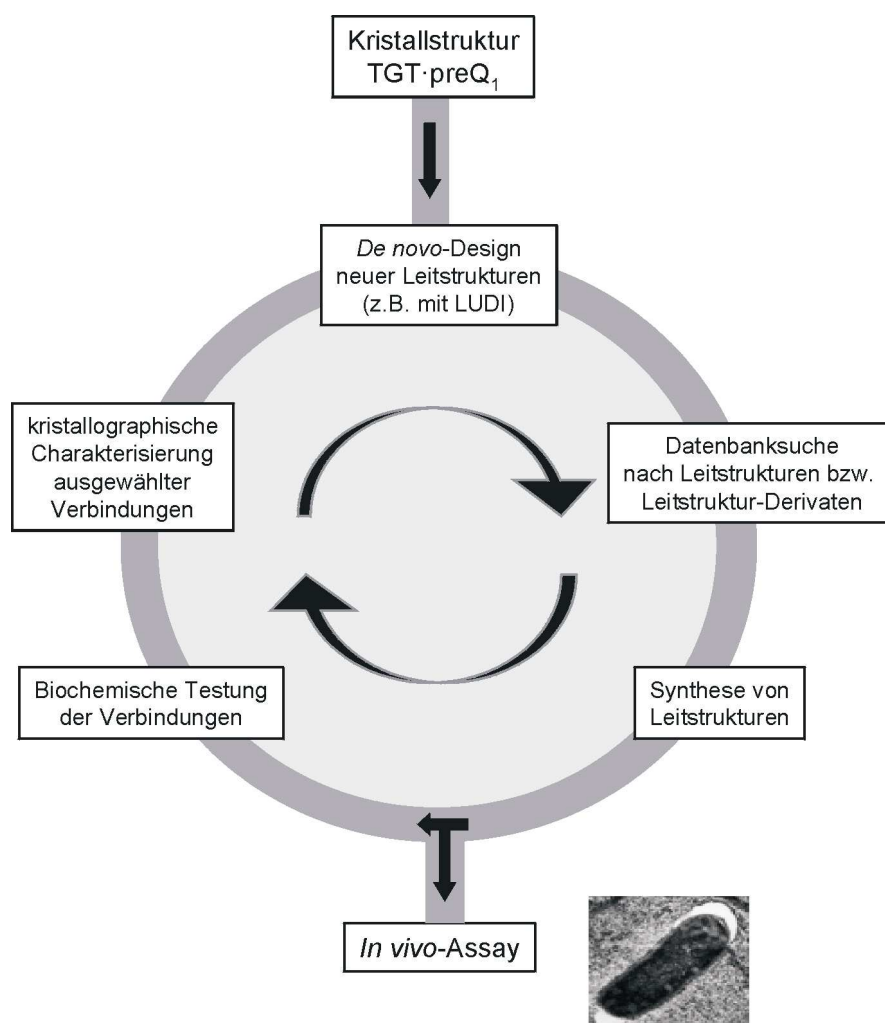 Kristallstruktur
TGT·preQ₁
De novo-Design
neuer Leitstrukturen
(z.B. mit LUDI)
kristallographische
Charakterisierung
ausgewählter
Verbindungen
Datenbanksuche
nach Leitstrukturen bzw.
Leitstruktur-Derivaten
Biochemische Testung
der Verbindungen
Synthese von
Leitstrukturen
In vivo-Assay